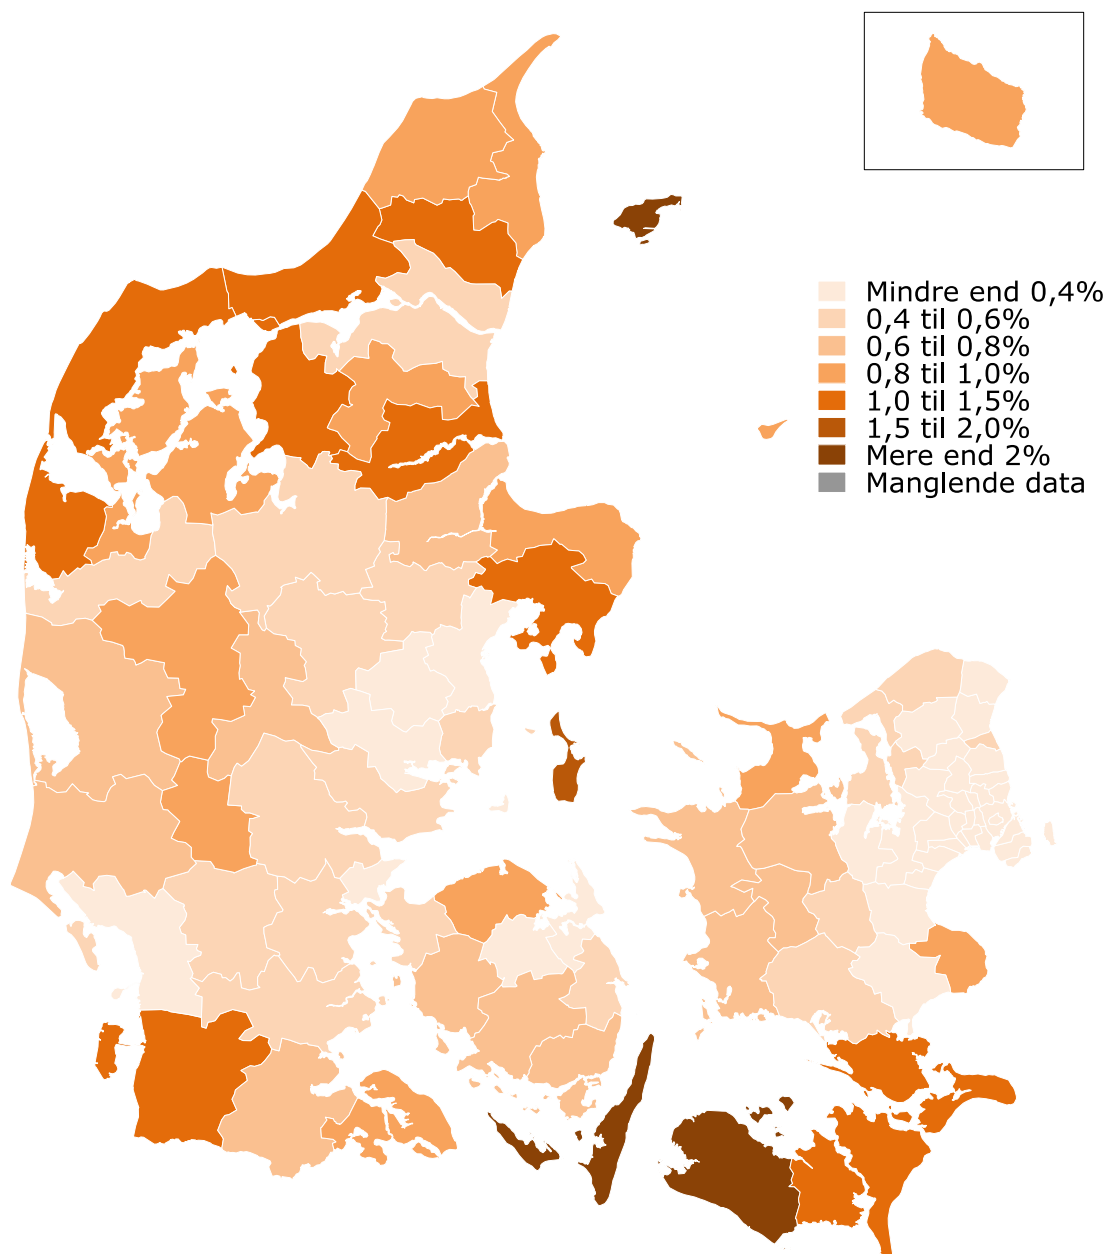 Mindre end 0,4%
0,4 til 0,6%
0,6 til 0,8%
0,8 til 1,0%
1,0 til 1,5%
1,5 til 2,0%
Mere end 2%
Manglende data